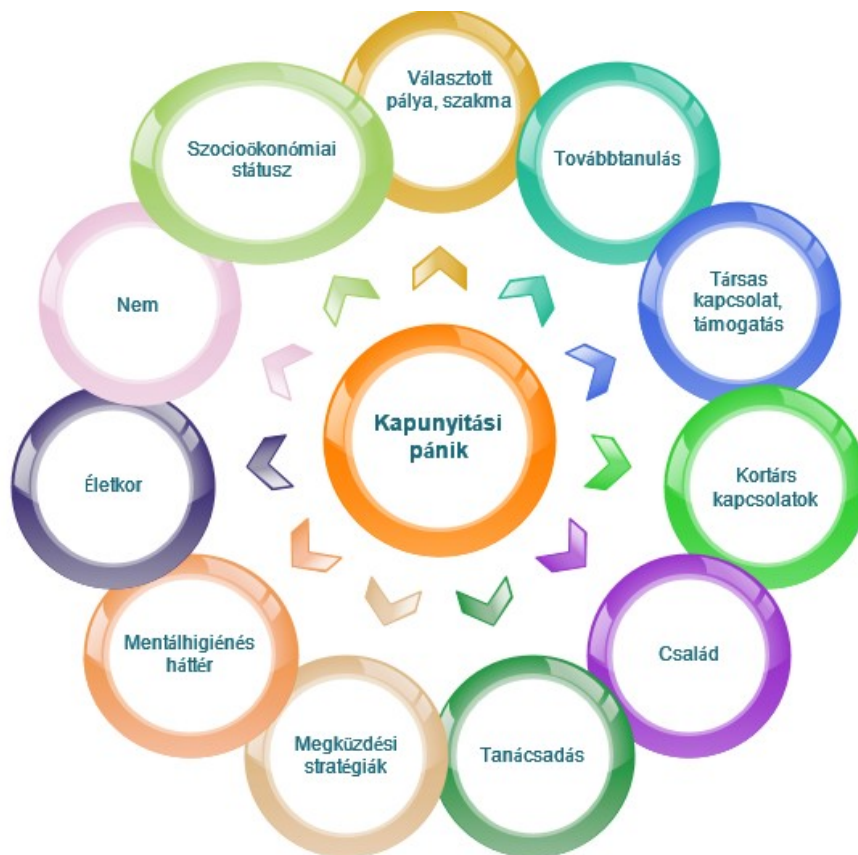 Választott
pálya, szakma
Továbbtanulás
Társas
kapcsolat,
támogatás
Kortárs
kapcsolatok
Család
Tanácsadás
Megküzdési
stratégiák
Mentálhigiénés
háttér
Életkor
Nem
Szocioökonómiai
státusz
Kapunyitási
pánik